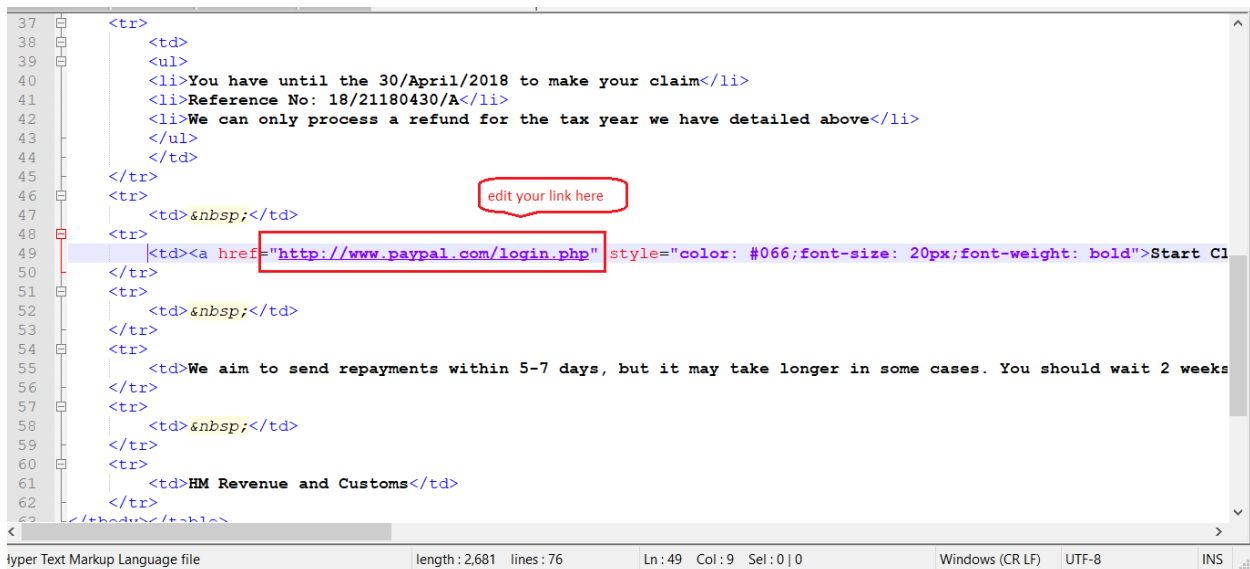 37 <tr>
38 <td>
39 <ul>
40 <li>You have until the 30/April/2018 to make your claim</li>
41 <li>Reference No: 18/21180430/A</li>
42 <li>We can only process a refund for the tax year we have detailed above</li>
43 </ul>
44 </td>
45 </tr>
46 <tr>
edit your link here
47 <td>&nbsp;</td>
48 <tr>
49 <td><a href="http://www.paypal.com/login.php" style="color: #066;font-size: 20px;font-weight: bold">Start Cl
50 </tr>
51 <tr>
52 <td>&nbsp;</td>
53 </tr>
54 <tr>
55 <td>We aim to send repayments within 5-7 days, but it may take longer in some cases. You should wait 2 weeks
56 </tr>
57 <tr>
58 <td>&nbsp;</td>
59 </tr>
60 <tr>
61 <td>HM Revenue and Customs</td>
62 </tr>
63 </tbody></table>
Hyper Text Markup Language file length : 2,681 lines : 76 Ln : 49 Col : 9 Sel : 0 | 0 Windows (CR LF) UTF-8 INS